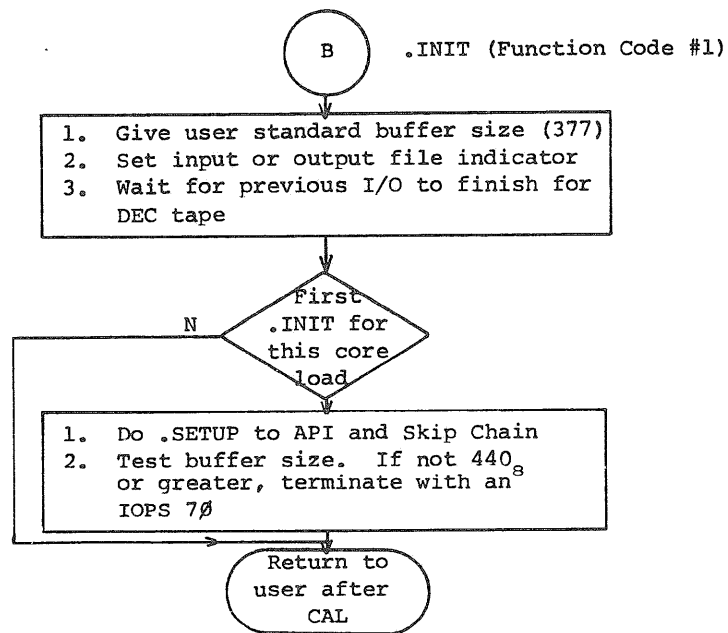 B
.INIT (Function Code #1)
1. Give user standard buffer size (377)
2. Set input or output file indicator
3. Wait for previous I/O to finish for
DEC tape
First
.INIT for
this core
load
N
1. Do .SETUP to API and Skip Chain
2. Test buffer size. If not 440₈
or greater, terminate with an
IOPS 7Ø
Return to
user after
CAL